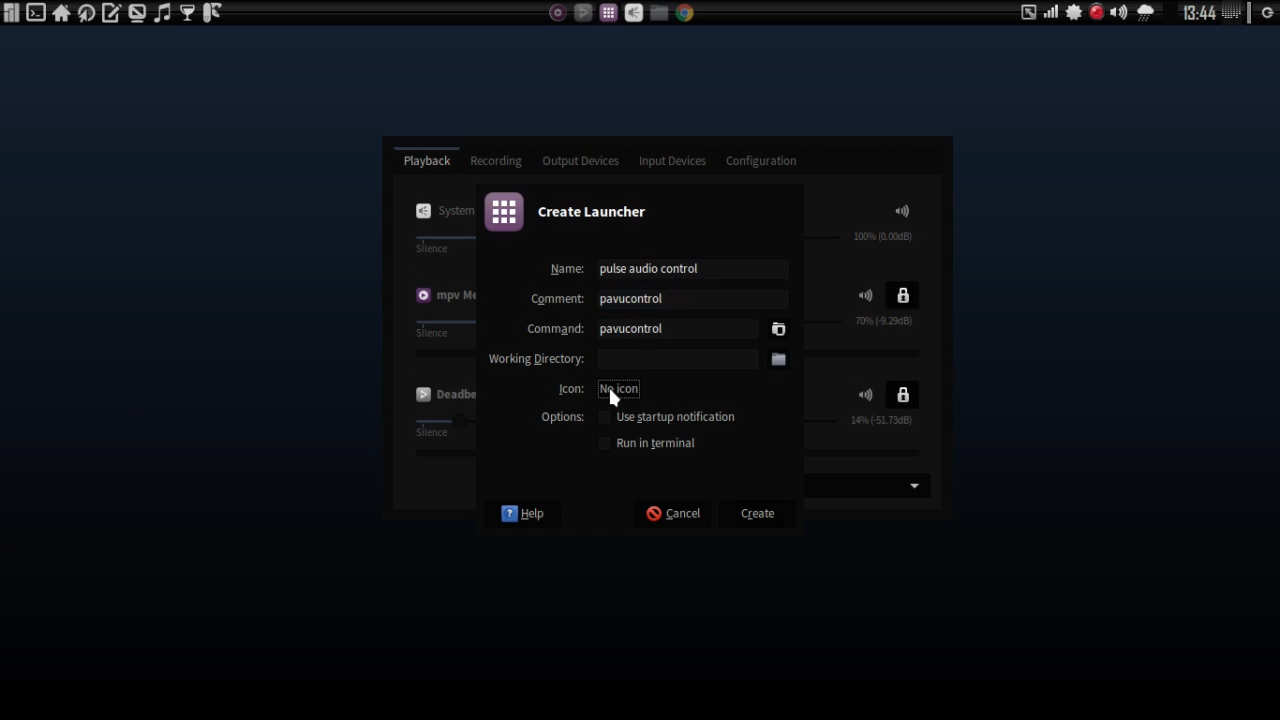 13:44
Playback Recording Output Devices Input Devices Configuration
System
100% (0.00dB)
Silence
Create Launcher
Name: pulse audio control
Comment: pavucontrol
Command: pavucontrol
Working Directory:
Icon: No icon
Options: Use startup notification
Run in terminal
Help Cancel Create
mpv Me
70% (-9.29dB)
Silence
Deadbe
14% (-51.73dB)
Silence